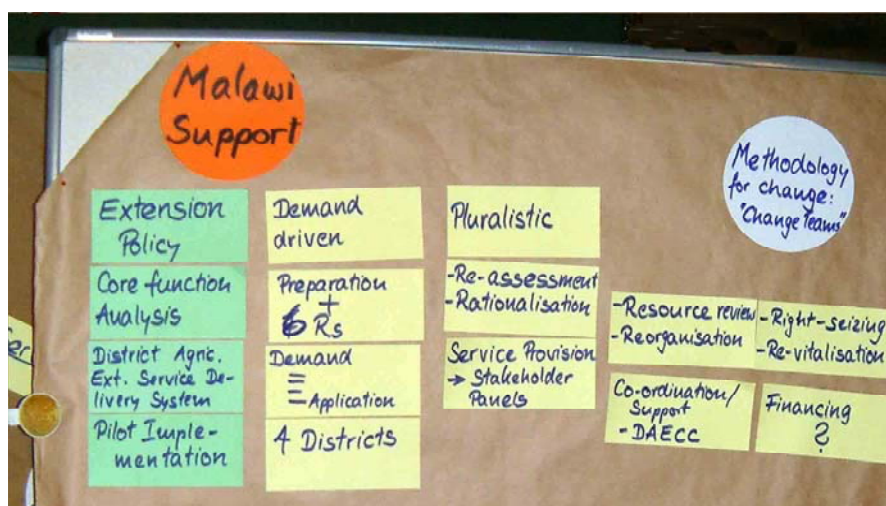 Malawi
Support
Methodology
for change:
"Change Teams"
Extension
Policy
Demand
driven
Pluralistic
Core function
Analysis
Preparation
+
6 Rs
-Re-assessment
-Rationalisation
-Resource review
-Reorganisation
-Right-seizing
-Re-vitalisation
District Agric.
Ext. Service De-
livery System
Demand
=
=Application
Service Provision
→ Stakeholder
Panels
Co-ordination/
Support
-DAECC
Financing
?
Pilot Imple-
mentation
4 Districts